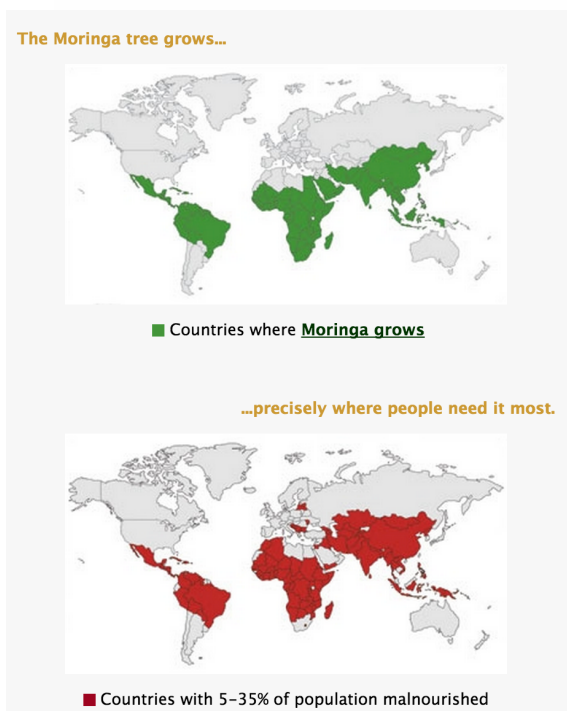 The Moringa tree grows...
Countries where Moringa grows
...precisely where people need it most.
Countries with 5–35% of population malnourished